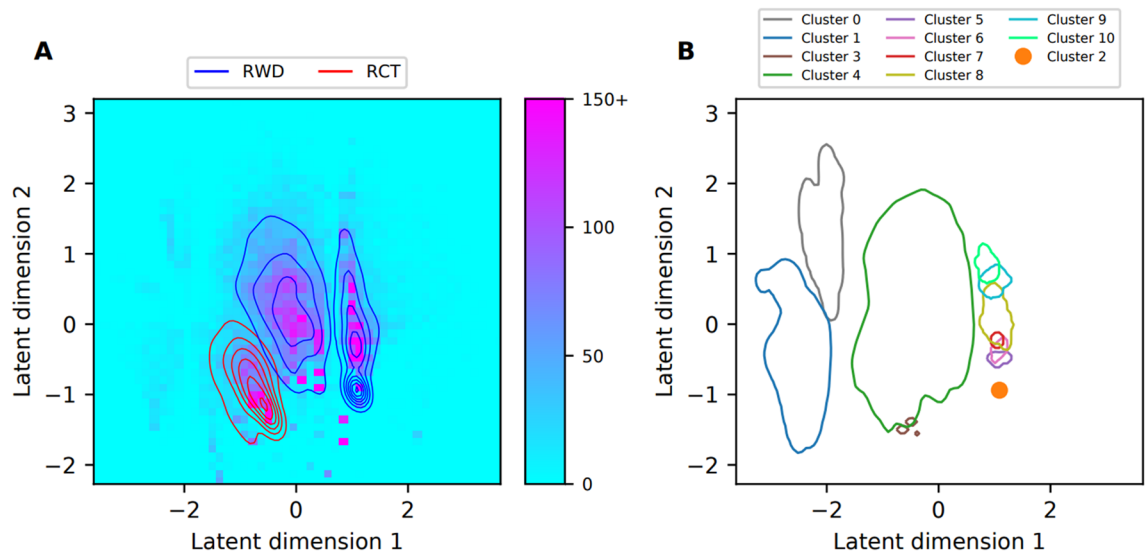 A
RWD
RCT
150+
100
50
0
3
2
1
0
−1
−2
Latent dimension 2
−2
0
2
Latent dimension 1
B
Cluster 0
Cluster 1
Cluster 3
Cluster 4
Cluster 5
Cluster 6
Cluster 7
Cluster 8
Cluster 9
Cluster 10
Cluster 2
3
2
1
0
−1
−2
Latent dimension 2
−2
0
2
Latent dimension 1